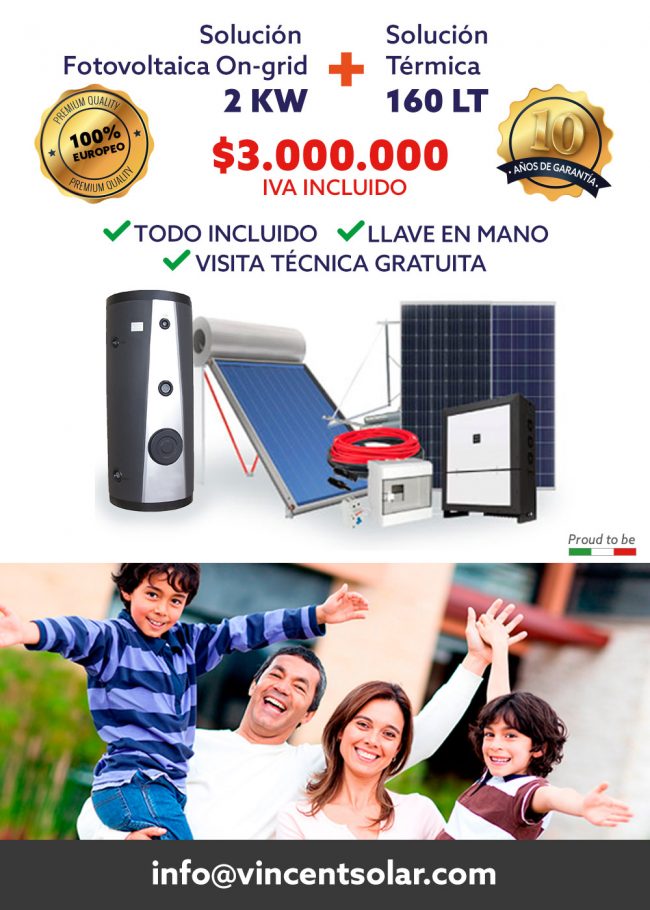 Solución
Fotovoltaica On-grid
2 KW
+
Solución
Térmica
160 LT
PREMIUM QUALITY
100%
EUROPEO
PREMIUM QUALITY
$3.000.000
IVA INCLUIDO
10
AÑOS DE GARANTÍA
TODO INCLUIDO
LLAVE EN MANO
VISITA TÉCNICA GRATUITA
Proud to be
info@vincentsolar.com